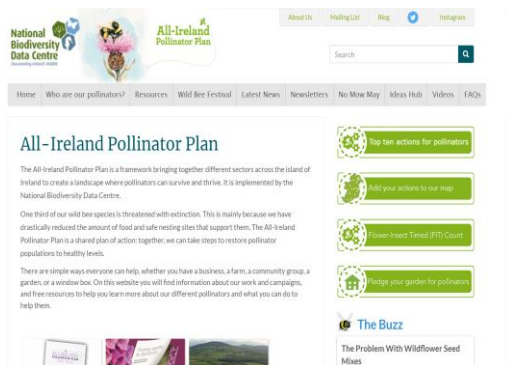 About Us Mailing List Blog Instagram
National
Biodiversity
Data Centre
Documenting Ireland's Wildlife
All-Ireland
Pollinator Plan
Search
Home Who are our pollinators? Resources Wild Bee Festival Latest News Newsletters No Mow May Ideas Hub Videos FAQs
All-Ireland Pollinator Plan
The All-Ireland Pollinator Plan is a framework bringing together different sectors across the island of
Ireland to create a landscape where pollinators can survive and thrive. It is implemented by the
National Biodiversity Data Centre.
One third of our wild bee species is threatened with extinction. This is mainly because we have
drastically reduced the amount of food and safe nesting sites that support them. The All-Ireland
Pollinator Plan is a shared plan of action: together, we can take steps to restore pollinator
populations to healthy levels.
There are simple ways everyone can help, whether you have a business, a farm, a community group, a
garden, or a window box. On this website you will find information about our work and campaigns,
and free resources to help you learn more about our different pollinators and what you can do to
help them.
Top ten actions for pollinators
Add your actions to our map
Flower-Insect Timed (FIT) Count
Pledge your garden for pollinators
The Buzz
The Problem With Wildflower Seed
Mixes